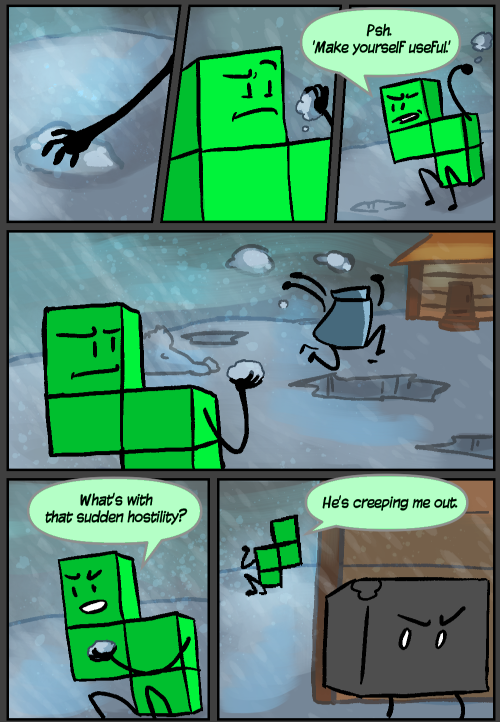 Psh.
'Make yourself useful.'
What's with
that sudden hostility?
He's creeping me out.